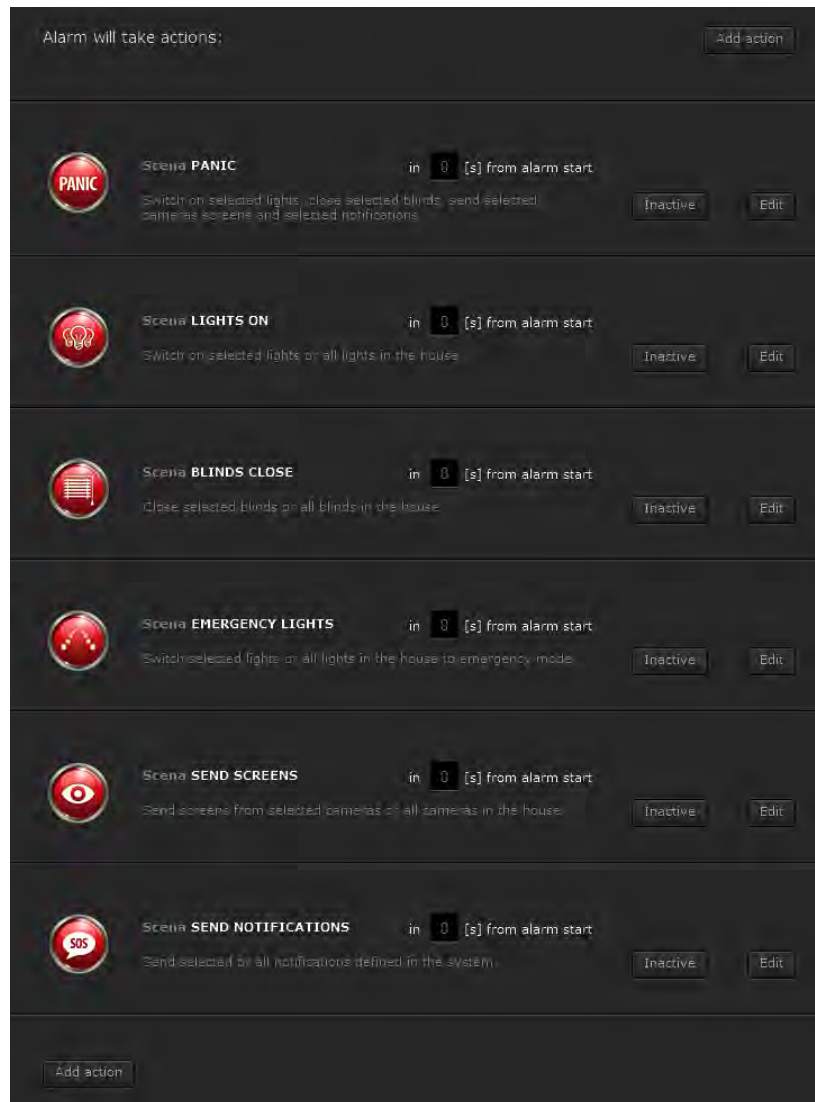 Alarm will take actions:
Add action
PANIC
Scena PANIC
in 0 [s] from alarm start
Switch on selected lights, close selected blinds, send selected
cameras screens and selected notifications
Inactive
Edit
Scena LIGHTS ON
in 0 [s] from alarm start
Switch on selected lights or all lights in the house
Inactive
Edit
Scena BLINDS CLOSE
in 0 [s] from alarm start
Close selected blinds or all blinds in the house
Inactive
Edit
Scena EMERGENCY LIGHTS
in 0 [s] from alarm start
Switch selected lights or all lights in the house to emergency mode
Inactive
Edit
Scena SEND SCREENS
in 0 [s] from alarm start
Send screens from selected cameras or all cameras in the house
Inactive
Edit
SOS
Scena SEND NOTIFICATIONS
in 0 [s] from alarm start
Send selected or all notifications defined in the system
Inactive
Edit
Add action